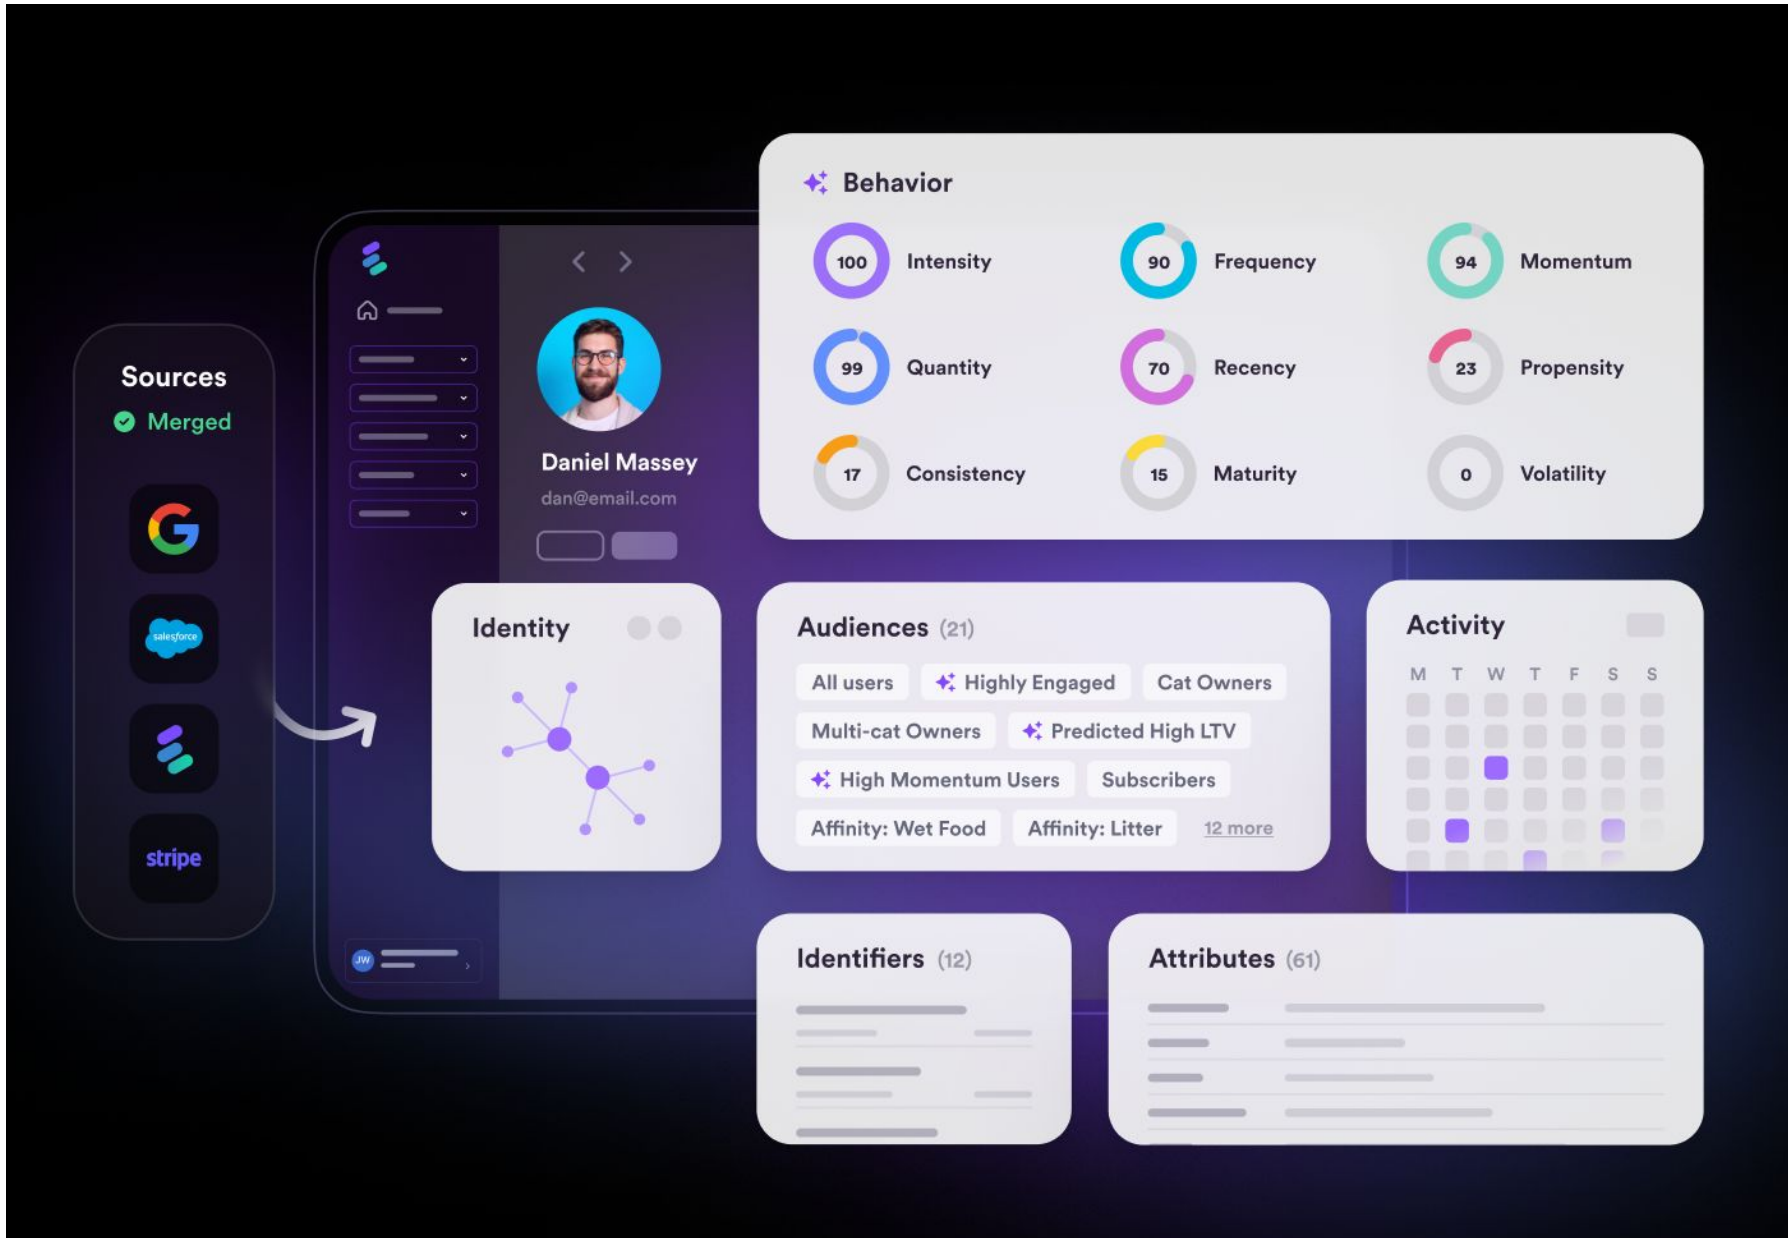 Sources
Merged
salesforce
stripe
Daniel Massey
dan@email.com
JW
Behavior
100 Intensity
90 Frequency
94 Momentum
99 Quantity
70 Recency
23 Propensity
17 Consistency
15 Maturity
0 Volatility
Identity
Audiences (21)
All users Highly Engaged Cat Owners
Multi-cat Owners Predicted High LTV
High Momentum Users Subscribers
Affinity: Wet Food Affinity: Litter 12 more
Activity
M T W T F S S
Identifiers (12)
Attributes (61)